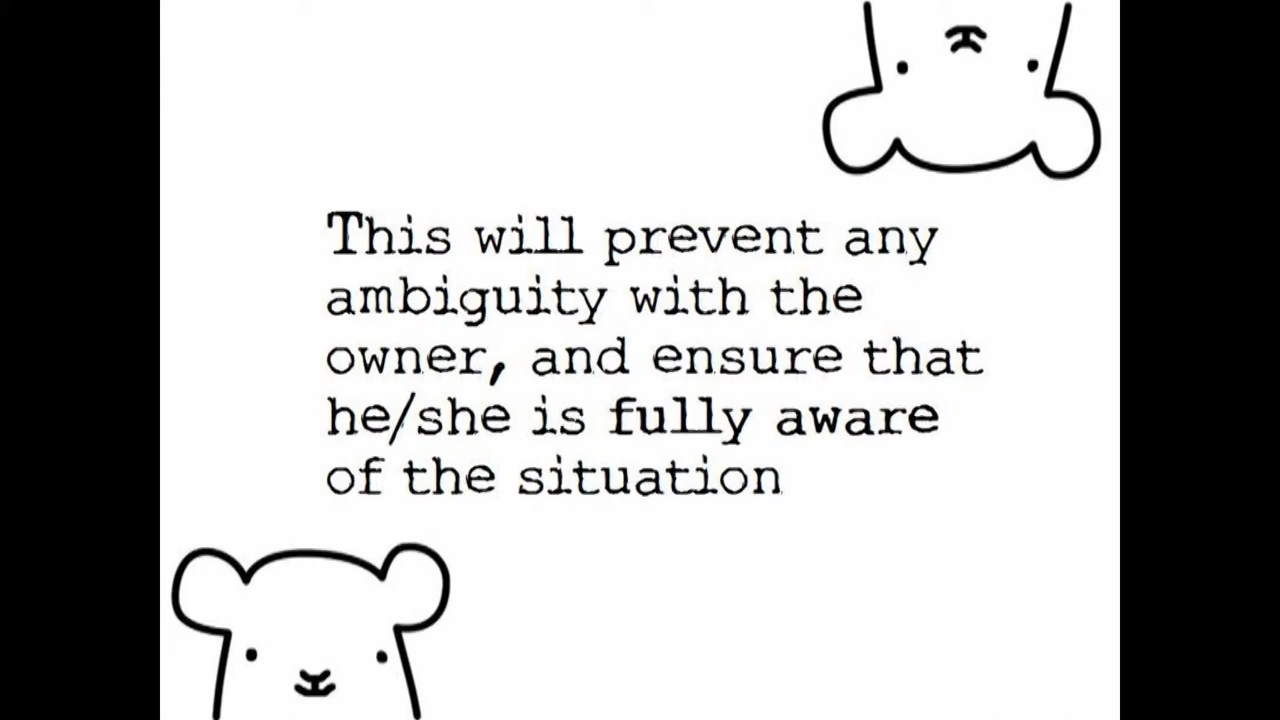 This will prevent any
ambiguity with the
owner, and ensure that
he/she is fully aware
of the situation